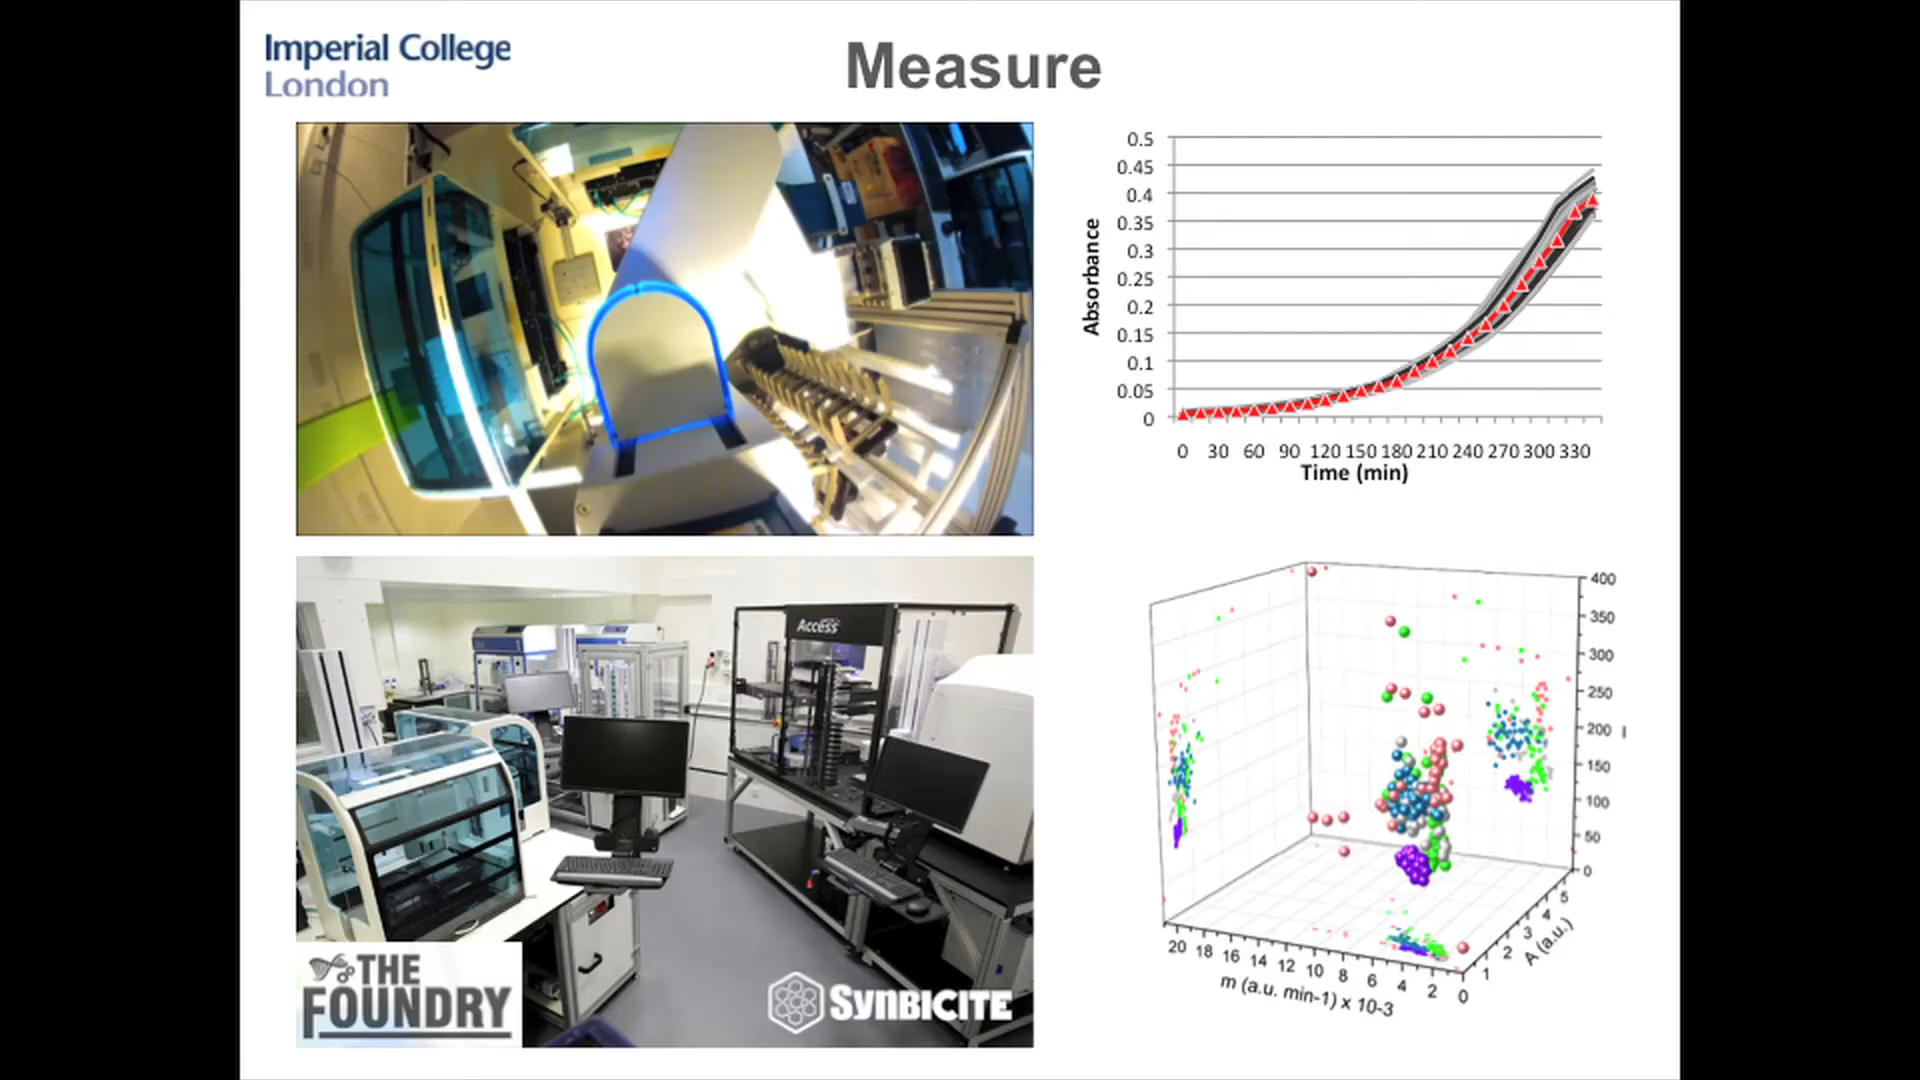 Imperial College
London
Measure
0.5
0.45
0.4
0.35
0.3
0.25
0.2
0.15
0.1
0.05
0
Absorbance
0 30 60 90 120 150 180 210 240 270 300 330
Time (min)
Access
THE
FOUNDRY
SYNBICITE
400
350
300
250
200
150
100
50
0
I
5
4
3
2
1
A (a.u.)
20 18 16 14 12 10 8 6 4 2 0
m (a.u. min-1) x 10-3